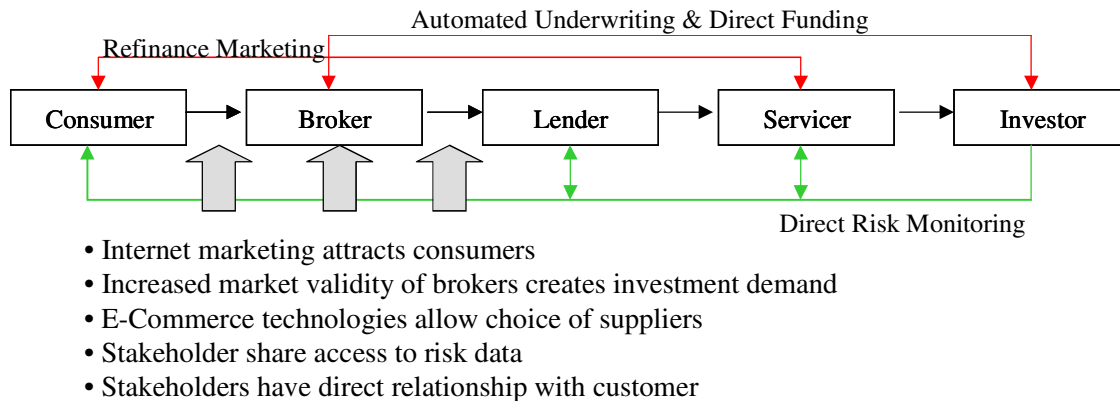 Automated Underwriting & Direct Funding
Refinance Marketing
Consumer
Broker
Lender
Servicer
Investor
Direct Risk Monitoring
• Internet marketing attracts consumers
• Increased market validity of brokers creates investment demand
• E-Commerce technologies allow choice of suppliers
• Stakeholder share access to risk data
• Stakeholders have direct relationship with customer